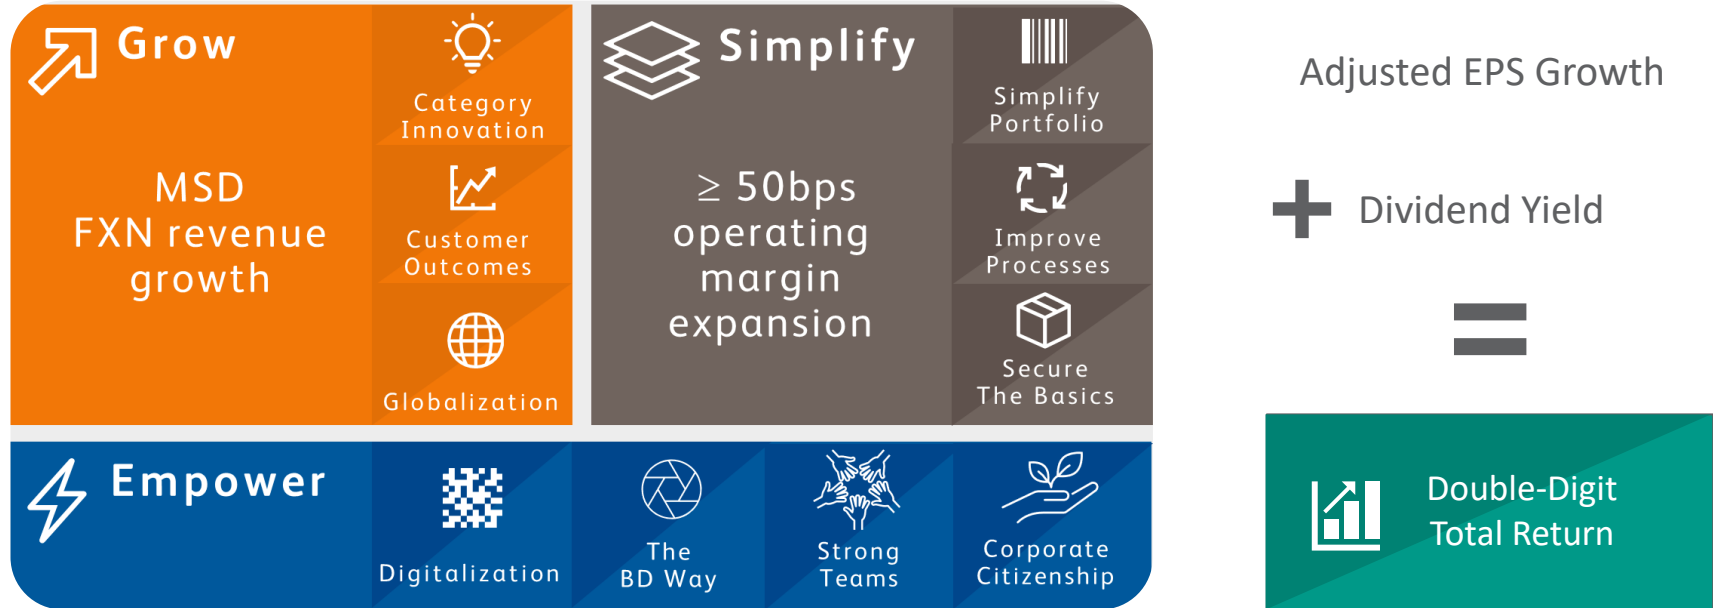 Grow
MSD
FXN revenue
growth
Category
Innovation
Customer
Outcomes
Globalization
Simplify
≥ 50bps
operating
margin
expansion
Simplify
Portfolio
Improve
Processes
Secure
The Basics
Empower
Digitalization
The
BD Way
Strong
Teams
Corporate
Citizenship
Adjusted EPS Growth
+ Dividend Yield
=
Double-Digit
Total Return